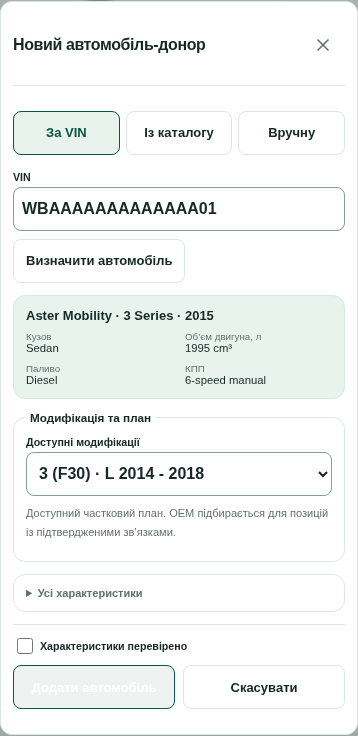 Новий автомобіль-донор
За VIN
Із каталогу
Вручну
VIN
WBAAAAAAAAAAAAA01
Визначити автомобіль
Aster Mobility · 3 Series · 2015
Кузов
Об'єм двигуна, л
Sedan
1995 cm³
Паливо
КПП
Diesel
6-speed manual
Модифікація та план
Доступні модифікації
3 (F30) · L 2014 - 2018
Доступний частковий план. OEM підбирається для позицій
із підтвердженими зв'язками.
Усі характеристики
Характеристики перевірено
Додати автомобіль
Скасувати